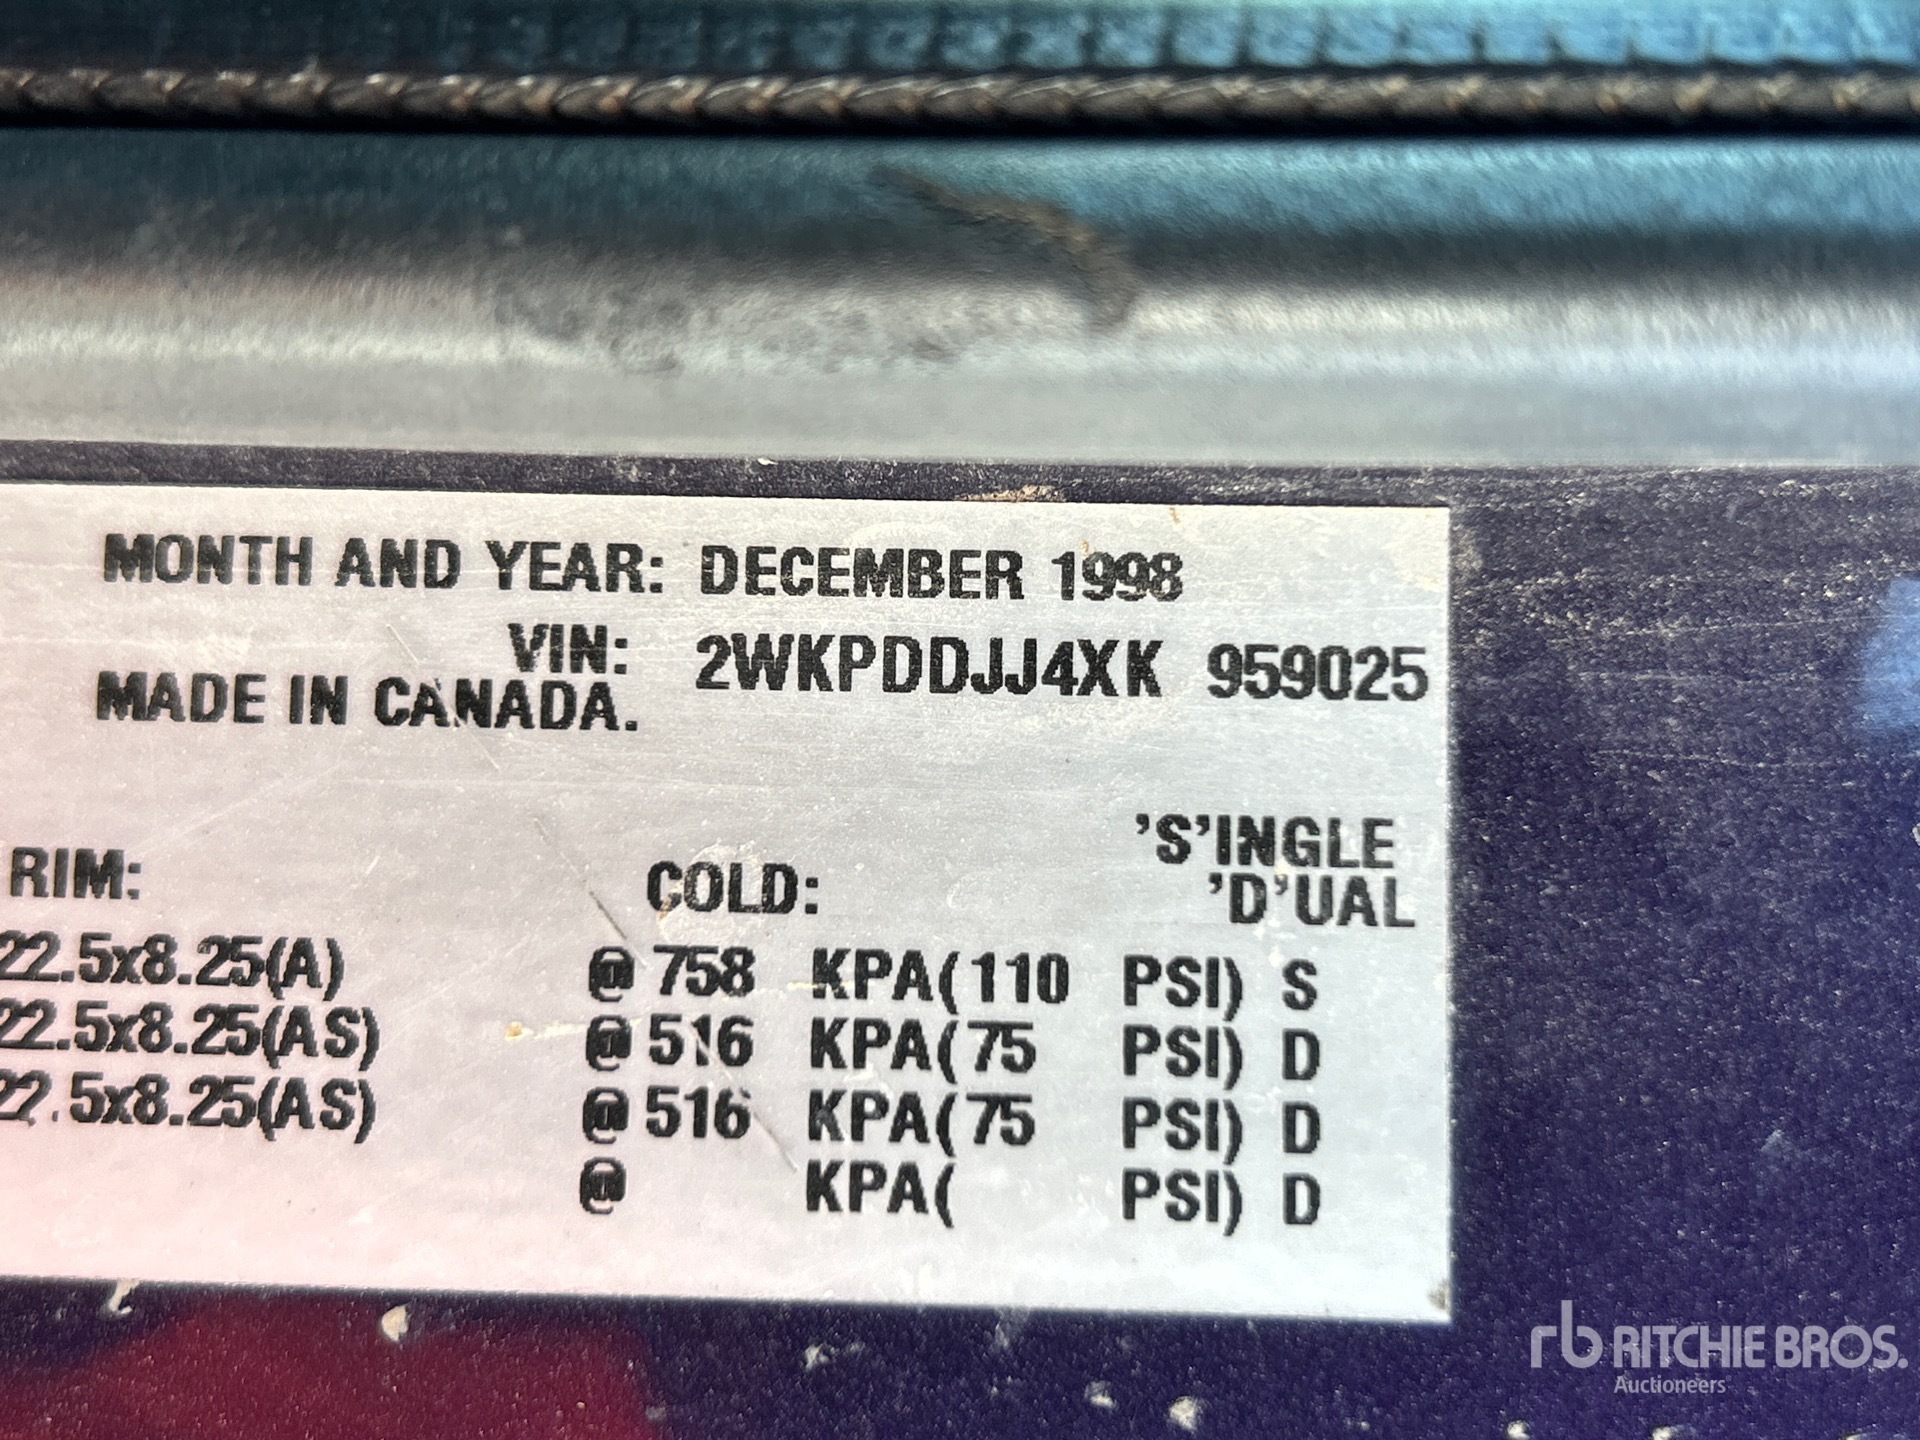 MONTH AND YEAR: DECEMBER 1998
VIN: 2WKPDDJJ4XK 959025
MADE IN CANADA.
'S'INGLE
RIM: COLD: 'D'UAL
22.5x8.25(A) @ 758 KPA(110 PSI) S
22.5x8.25(AS) @ 516 KPA(75 PSI) D
22.5x8.25(AS) @ 516 KPA(75 PSI) D
@ KPA( PSI) D
rb RITCHIE BROS.
Auctioneers